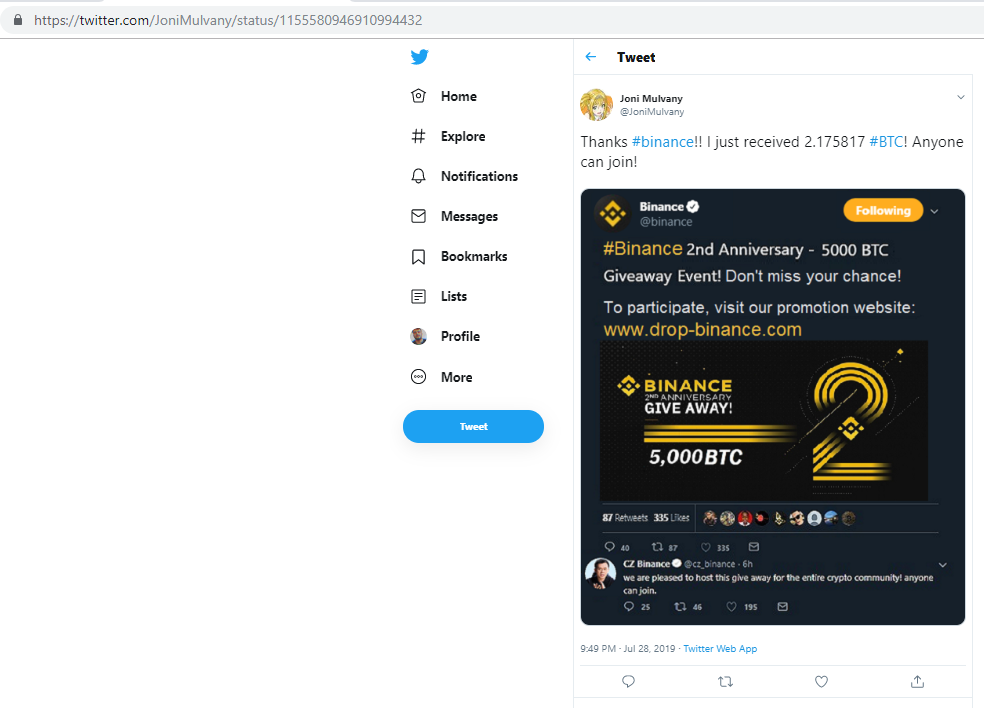 https://twitter.com/JoniMulvany/status/1155580946910994432
Home
Explore
Notifications
Messages
Bookmarks
Lists
Profile
More
Tweet
Tweet
Joni Mulvany
@JoniMulvany
Thanks #binance!! I just received 2.175817 #BTC! Anyone
can join!
Binance
@binance
Following
#Binance 2nd Anniversary - 5000 BTC
Giveaway Event! Don't miss your chance!
To participate, visit our promotion website:
www.drop-binance.com
BINANCE
2ND ANNIVERSARY
GIVE AWAY!
5,000BTC
2
87 Retweets 335 Likes
40 87 335
CZ Binance @cz_binance · 6h
we are pleased to host this give away for the entire crypto community! anyone
can join.
25 46 195
9:49 PM · Jul 28, 2019 · Twitter Web App